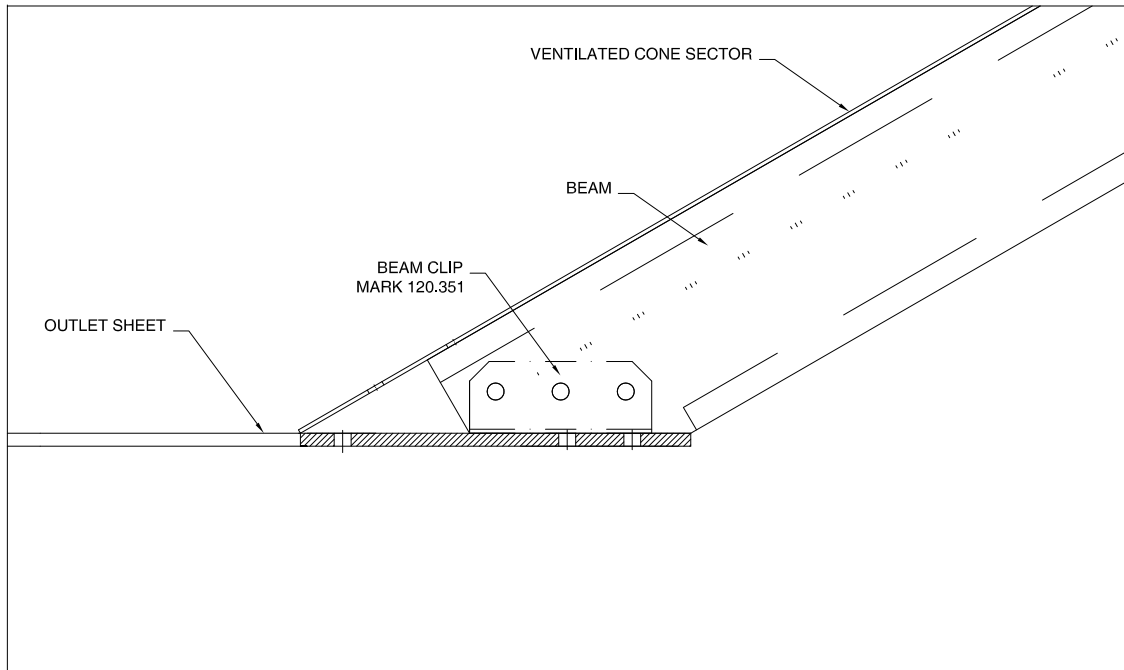 VENTILATED CONE SECTOR
BEAM
BEAM CLIP
MARK 120.351
OUTLET SHEET